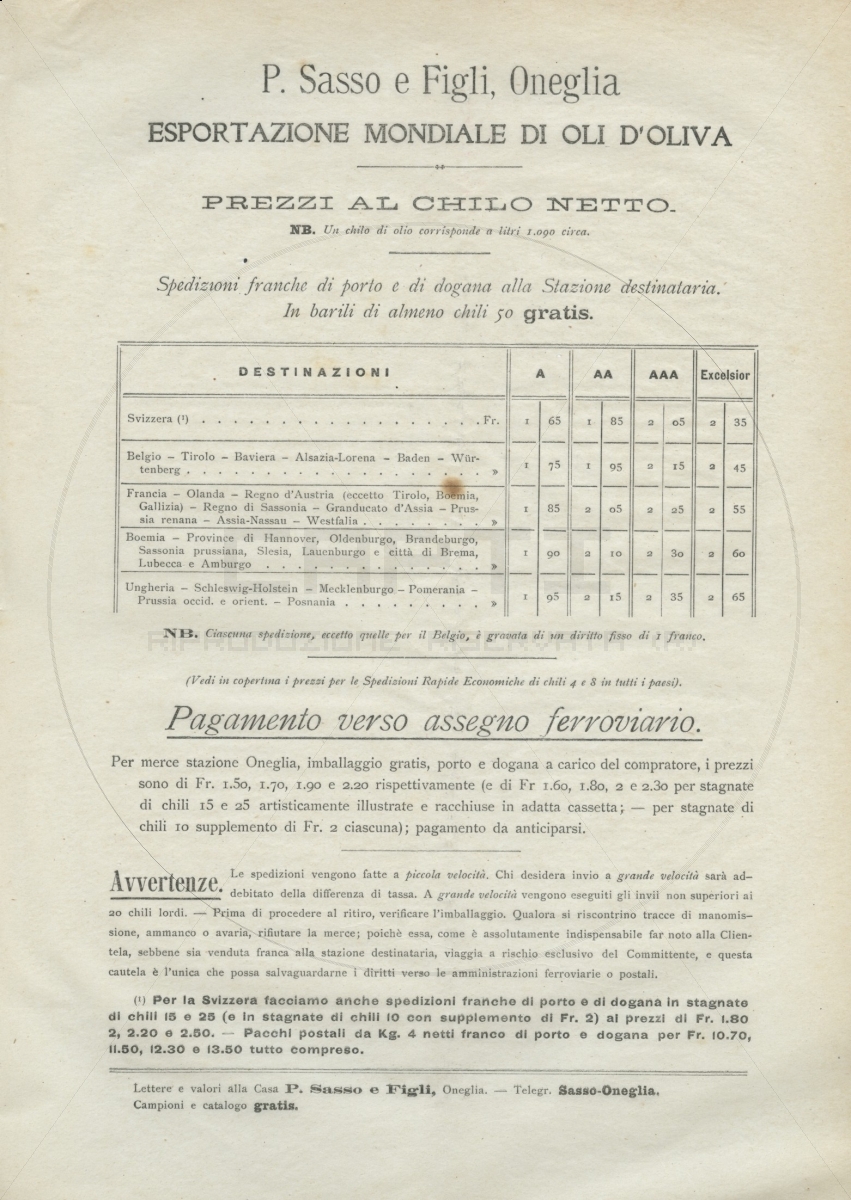 P. Sasso e Figli, Oneglia
ESPORTAZIONE MONDIALE DI OLI D'OLIVA
PREZZI AL CHILO NETTO.
NB. Un chilo di olio corrisponde a litri 1.090 circa.
Spedizioni franche di porto e di dogana alla Stazione destinataria.
In barili di almeno chili 50 gratis.
DESTINAZIONI A AA AAA Excelsior
Svizzera (1) . . . . . . . . . . . . . . . . . . Fr. 1 65 1 85 2 05 2 35
Belgio – Tirolo – Baviera – Alsazia-Lorena – Baden – Wür-
tenberg . . . . . . . . . . . . . . . . . . » 1 75 1 95 2 15 2 45
Francia – Olanda – Regno d'Austria (eccetto Tirolo, Boemia,
Gallizia) – Regno di Sassonia – Granducato d'Assia – Prus-
sia renana – Assia-Nassau – Westfalia . . . . . . . . » 1 85 2 05 2 25 2 55
Boemia – Province di Hannover, Oldenburgo, Brandeburgo,
Sassonia prussiana, Slesia, Lauenburgo e città di Brema,
Lubecca e Amburgo . . . . . . . . . . . . . . » 1 90 2 10 2 30 2 60
Ungheria – Schleswig-Holstein – Mecklenburgo – Pomerania –
Prussia occid. e orient. – Posnania . . . . . . . . . » 1 95 2 15 2 35 2 65
NB. Ciascuna spedizione, eccetto quelle per il Belgio, è gravata di un diritto fisso di 1 franco.
(Vedi in copertina i prezzi per le Spedizioni Rapide Economiche di chili 4 e 8 in tutti i paesi).
Pagamento verso assegno ferroviario.
Per merce stazione Oneglia, imballaggio gratis, porto e dogana a carico del compratore, i prezzi
sono di Fr. 1.50, 1.70, 1.90 e 2.20 rispettivamente (e di Fr 1.60, 1.80, 2 e 2.30 per stagnate
di chili 15 e 25 artisticamente illustrate e racchiuse in adatta cassetta; — per stagnate di
chili 10 supplemento di Fr. 2 ciascuna); pagamento da anticiparsi.
Avvertenze. Le spedizioni vengono fatte a piccola velocità. Chi desidera invio a grande velocità sarà ad-
debitato della differenza di tassa. A grande velocità vengono eseguiti gli invii non superiori ai
20 chili lordi. — Prima di procedere al ritiro, verificare l'imballaggio. Qualora si riscontrino tracce di manomis-
sione, ammanco o avaria, rifiutare la merce; poichè essa, come è assolutamente indispensabile far noto alla Clien-
tela, sebbene sia venduta franca alla stazione destinataria, viaggia a rischio esclusivo del Committente, e questa
cautela è l'unica che possa salvaguardarne i diritti verso le amministrazioni ferroviarie o postali.
(1) Per la Svizzera facciamo anche spedizioni franche di porto e di dogana in stagnate
di chili 15 e 25 (e in stagnate di chili 10 con supplemento di Fr. 2) ai prezzi di Fr. 1.80
2, 2.20 e 2.50. — Pacchi postali da Kg. 4 netti franco di porto e dogana per Fr. 10.70,
11.50, 12.30 e 13.50 tutto compreso.
Lettere e valori alla Casa P. Sasso e Figli, Oneglia. — Telegr. Sasso-Oneglia.
Campioni e catalogo gratis.